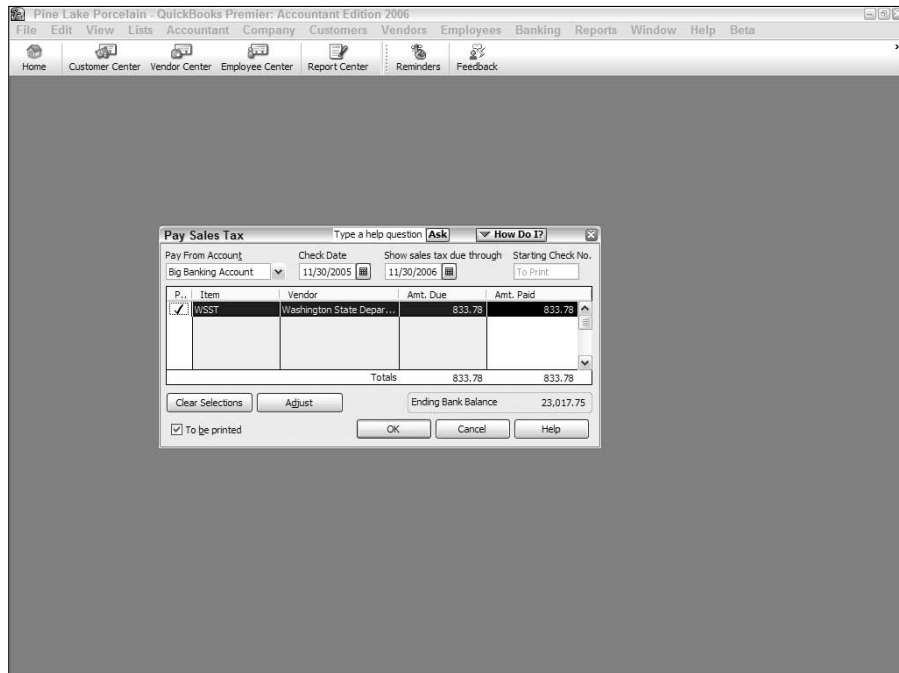 Pine Lake Porcelain - QuickBooks Premier: Accountant Edition 2006
File Edit View Lists Accountant Company Customers Vendors Employees Banking Reports Window Help Beta
Home Customer Center Vendor Center Employee Center Report Center Reminders Feedback
Pay Sales Tax Type a help question Ask How Do I?
Pay From Account Check Date Show sales tax due through Starting Check No.
Big Banking Account 11/30/2005 11/30/2006 To Print
P.. Item Vendor Amt. Due Amt. Paid
WSST Washington State Depar... 833.78 833.78
Totals 833.78 833.78
Clear Selections Adjust Ending Bank Balance 23,017.75
To be printed OK Cancel Help